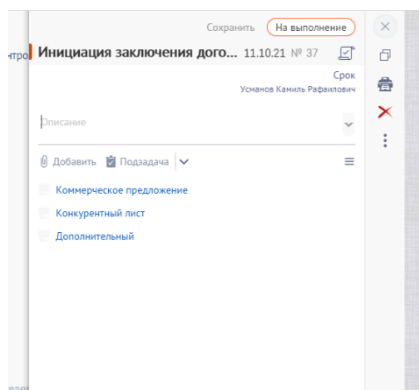 Сохранить На выполнение
нтро
Инициация заключения дого... 11.10.21 № 37
Срок
Усманов Камиль Рафаилович
Описание
Добавить Подзадача
Коммерческое предложение
Конкурентный лист
Дополнительный